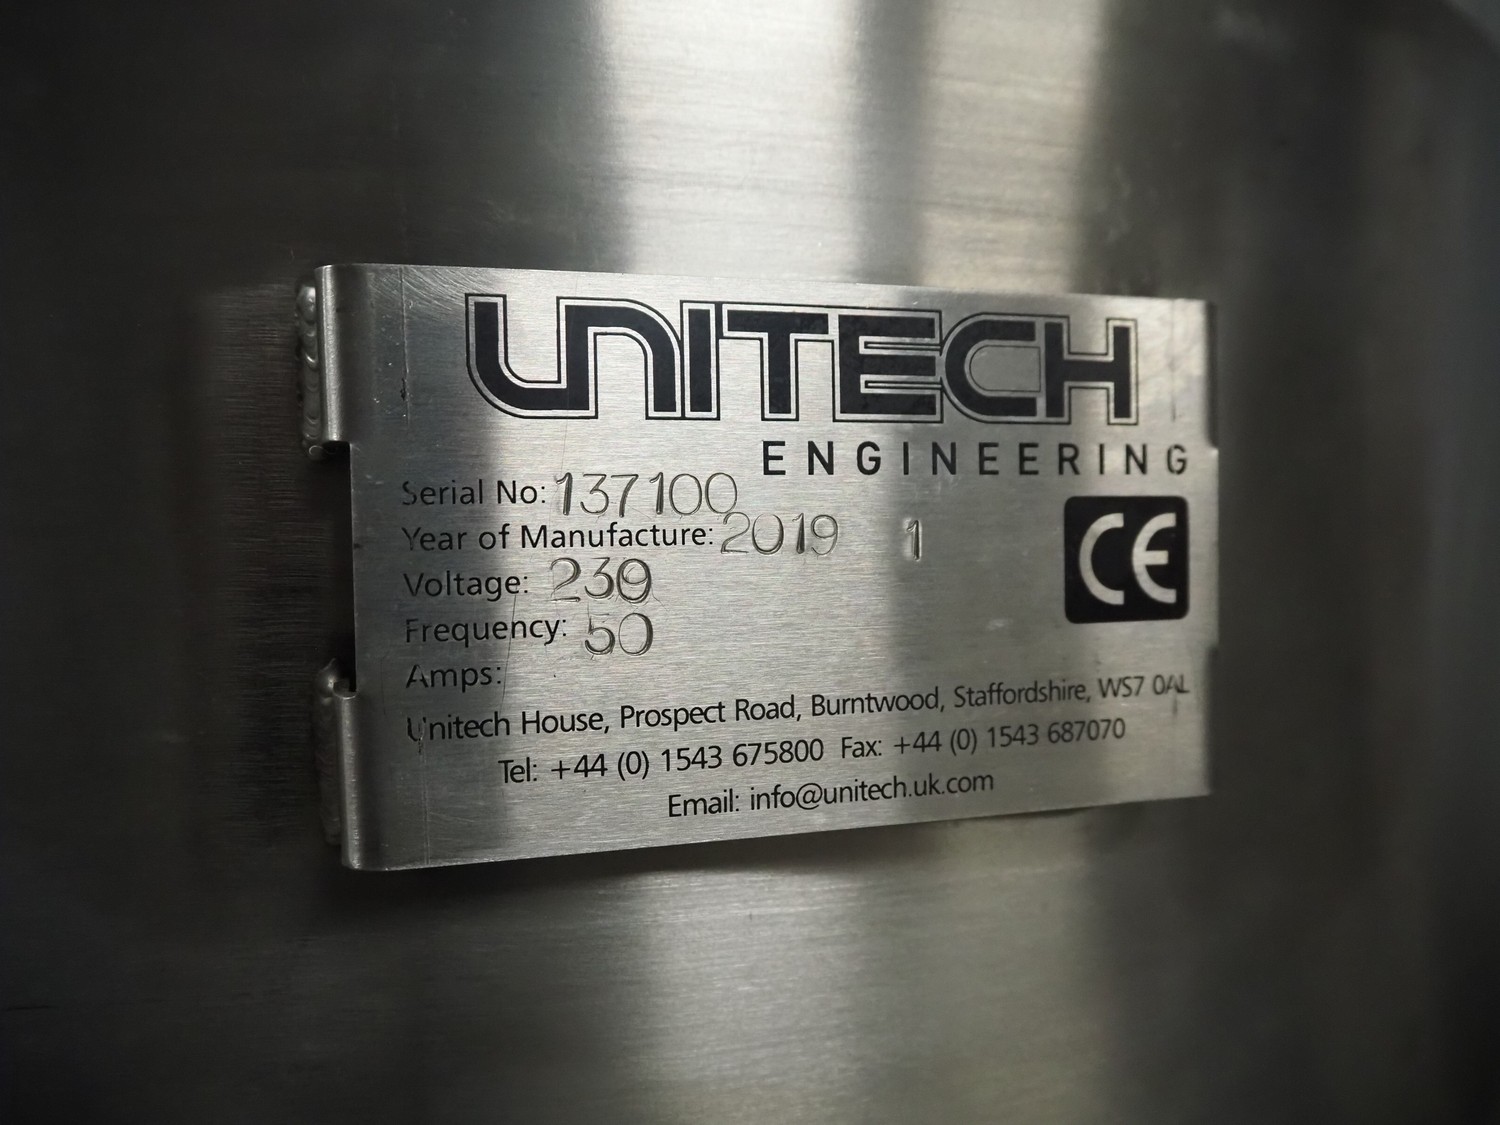 UNITECH
ENGINEERING
Serial No: 137100
Year of Manufacture: 2019 1
Voltage: 230
Frequency: 50
Amps:
Unitech House, Prospect Road, Burntwood, Staffordshire, WS7 0AL
Tel: +44 (0) 1543 675800 Fax: +44 (0) 1543 687070
Email: info@unitech.uk.com
CE